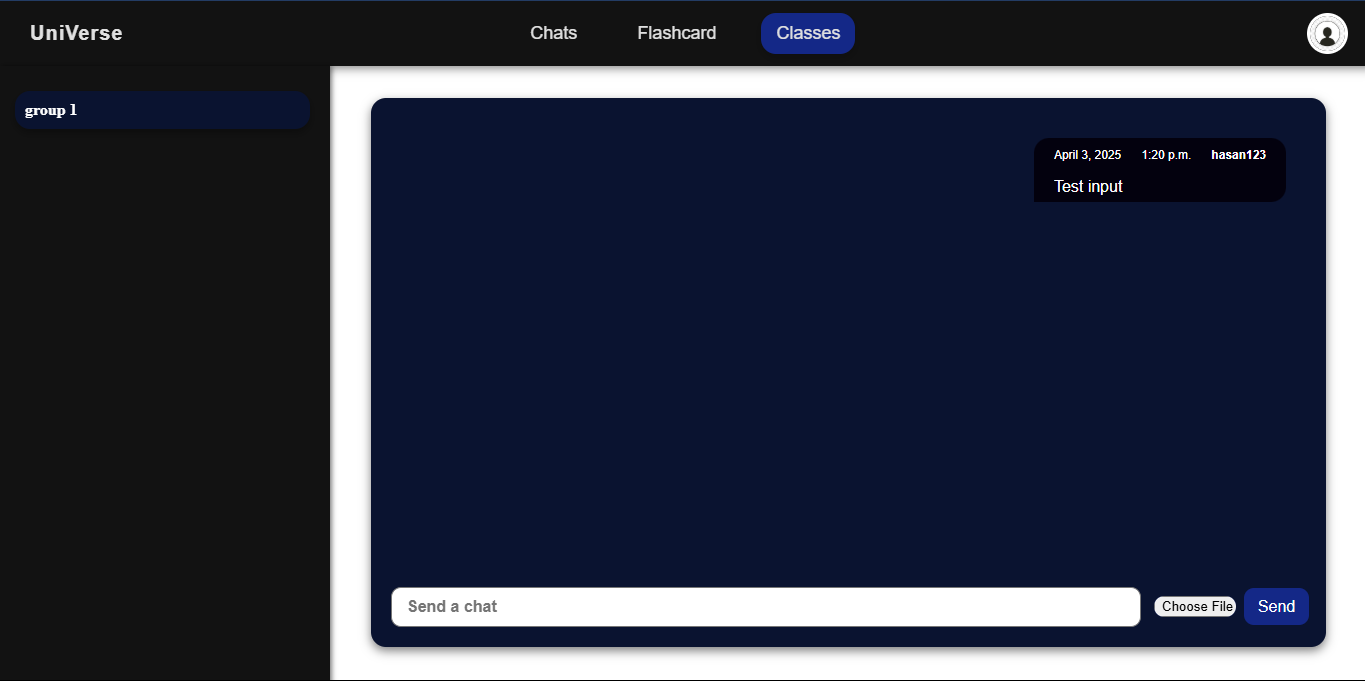 UniVerse Chats Flashcard Classes
group 1
April 3, 2025 1:20 p.m. hasan123
Test input
Send a chat Choose File Send